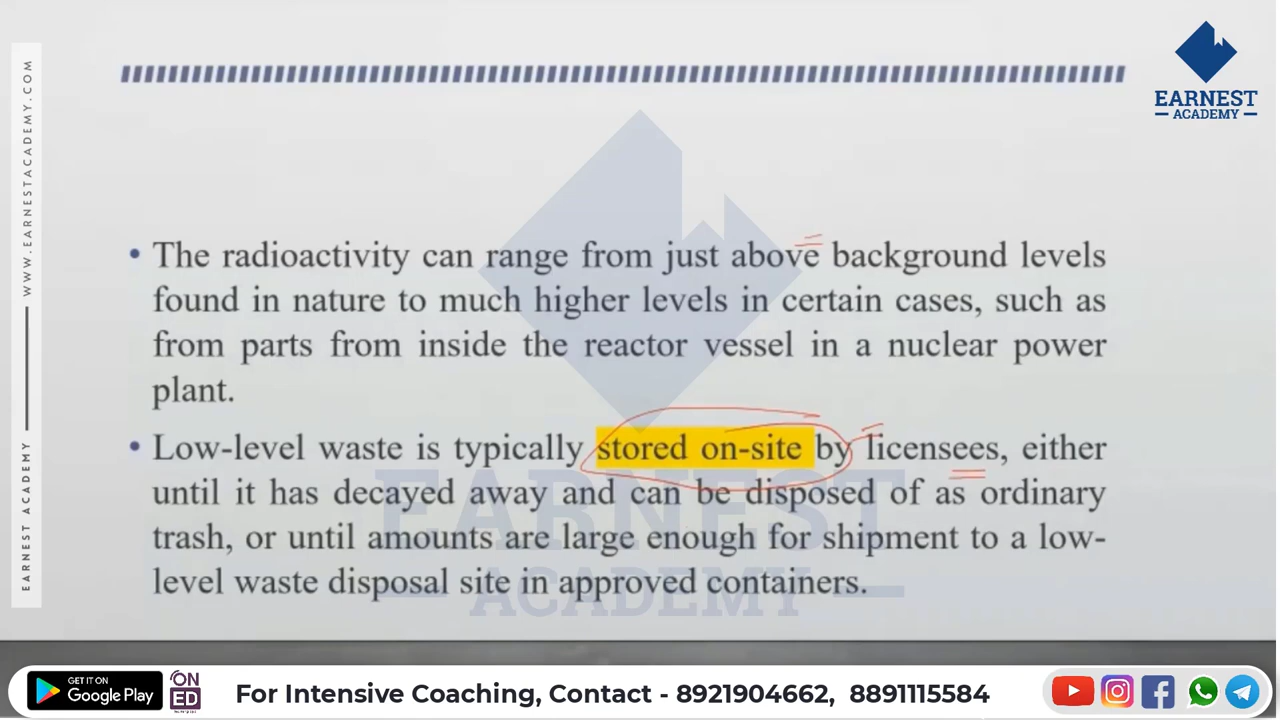 EARNEST
ACADEMY
WWW.EARNESTACADEMY.COM
EARNEST ACADEMY
• The radioactivity can range from just above background levels
found in nature to much higher levels in certain cases, such as
from parts from inside the reactor vessel in a nuclear power
plant.
• Low-level waste is typically stored on-site by licensees, either
until it has decayed away and can be disposed of as ordinary
trash, or until amounts are large enough for shipment to a low-
level waste disposal site in approved containers.
EARNEST
ACADEMY
GET IT ON
Google Play
ON
ED
For Intensive Coaching, Contact - 8921904662, 8891115584